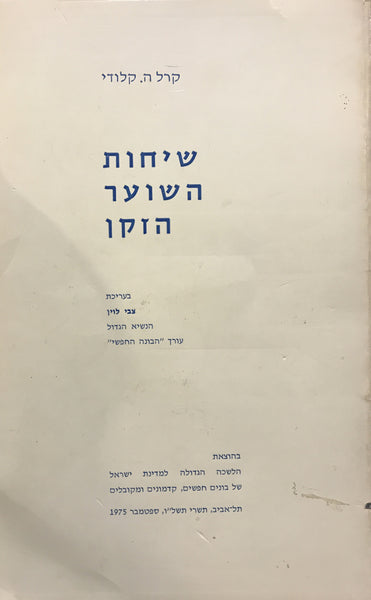 קרל ה. קלודי
שיחות
השוער
הזקן
בעריכת
צבי לוין
הנשיא הגדול
עורך "הבונה החפשי"
בהוצאת
הלשכה הגדולה למדינת ישראל
של בונים חפשים, קדמונים ומקובלים
תל־אביב, תשרי תשל"ו, ספטמבר 1975